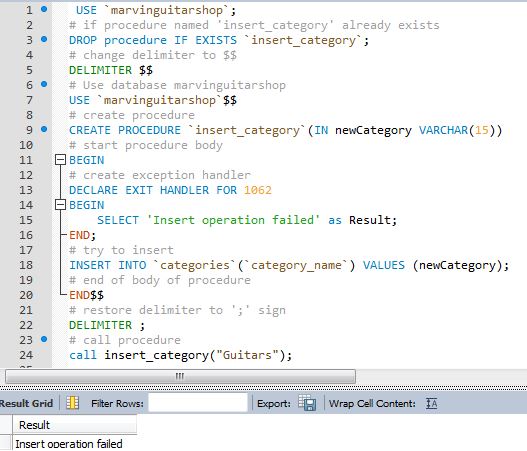 1 USE `marvinguitarshop`;
2 # if procedure named 'insert_category' already exists
3 DROP procedure IF EXISTS `insert_category`;
4 # change delimiter to $$
5 DELIMITER $$
6 # Use database marvinguitarshop
7 USE `marvinguitarshop`$$
8 # create procedure
9 CREATE PROCEDURE `insert_category`(IN newCategory VARCHAR(15))
10 # start procedure body
11 BEGIN
12 # create exception handler
13 DECLARE EXIT HANDLER FOR 1062
14 BEGIN
15 SELECT 'Insert operation failed' as Result;
16 END;
17 # try to insert
18 INSERT INTO `categories`(`category_name`) VALUES (newCategory);
19 # end of body of procedure
20 END$$
21 # restore delimiter to ';' sign
22 DELIMITER ;
23 # call procedure
24 call insert_category("Guitars");
Result Grid Filter Rows: Export: Wrap Cell Content: IA
Result
Insert operation failed